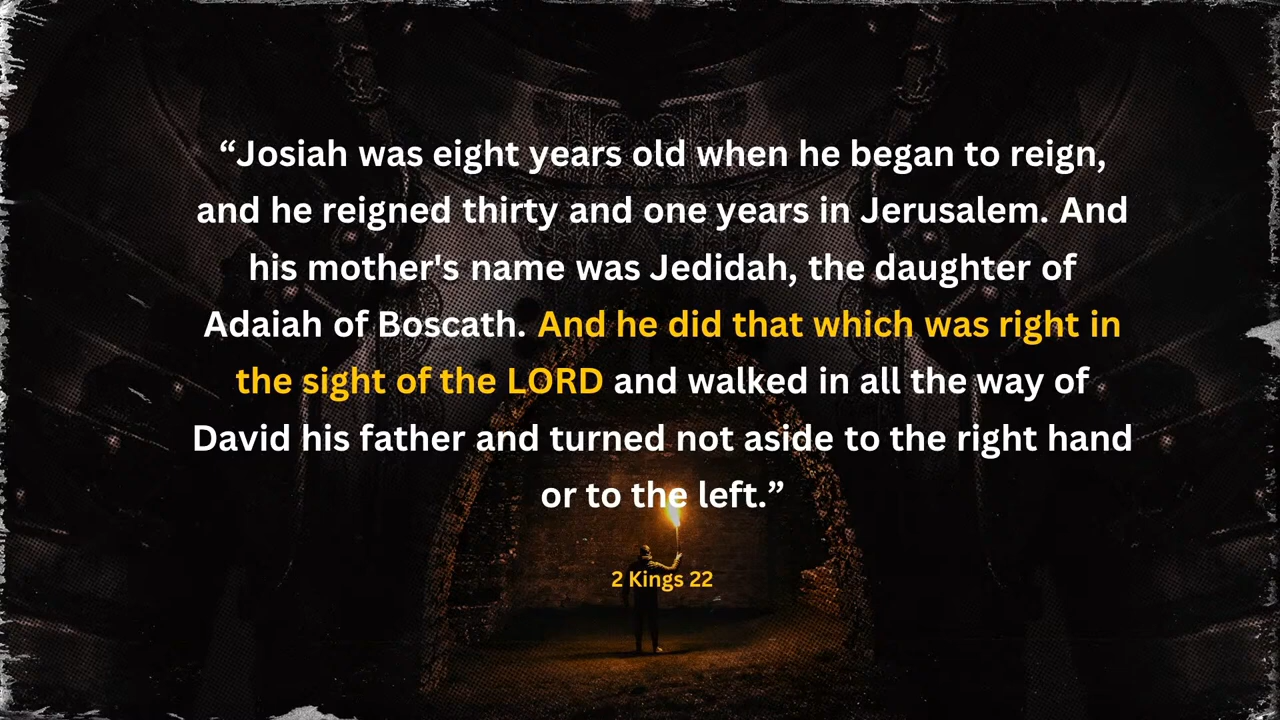 “Josiah was eight years old when he began to reign,
and he reigned thirty and one years in Jerusalem. And
his mother's name was Jedidah, the daughter of
Adaiah of Boscath. And he did that which was right in
the sight of the LORD and walked in all the way of
David his father and turned not aside to the right hand
or to the left.”
2 Kings 22